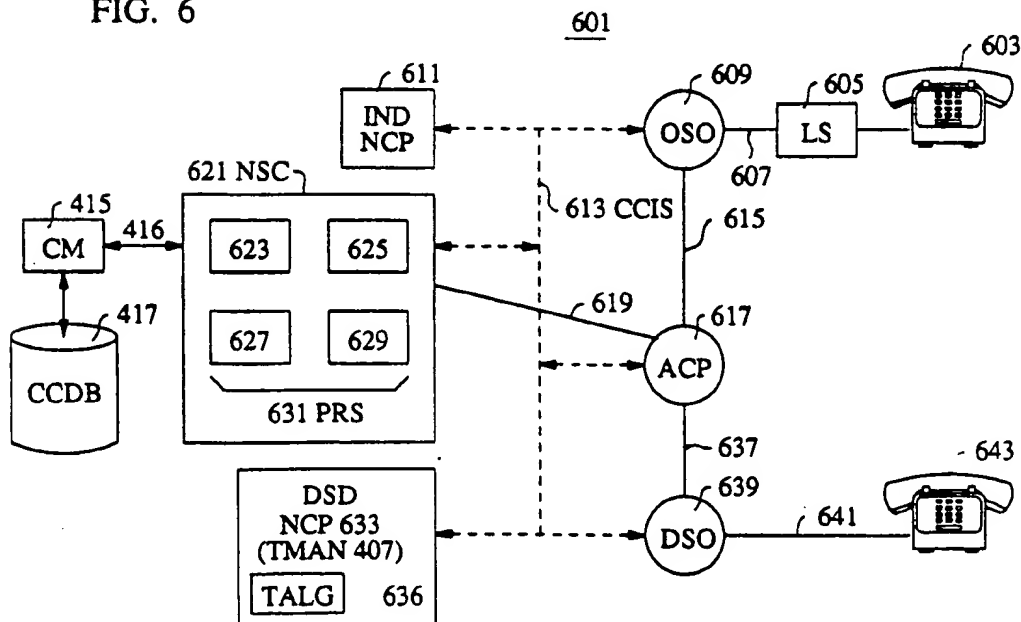 FIG. 6
601
603
609
605
611
IND
NCP
OSO
LS
607
621 NSC
613 CCIS
415
416
CM
623
625
615
619
617
417
627
629
ACP
CCDB
631 PRS
637
643
639
DSD
NCP 633
(TMAN 407)
641
DSO
TALG
636